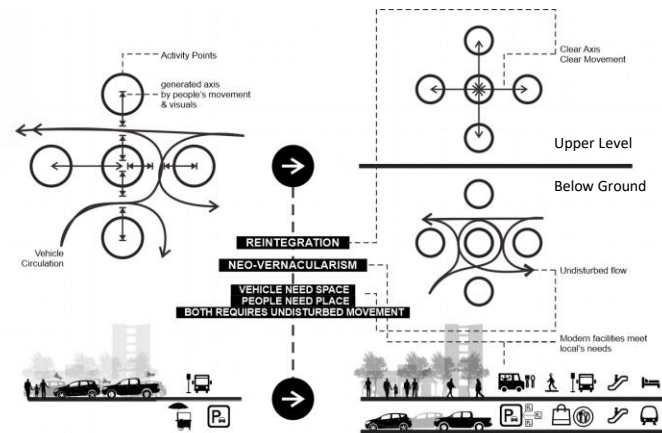 Activity Points
generated axis
by people's movement
& visuals
Vehicle
Circulation
REINTEGRATION
NEO-VERNACULARISM
VEHICLE NEED SPACE
PEOPLE NEED PLACE
BOTH REQUIRES UNDISTURBED MOVEMENT
Clear Axis
Clear Movement
Upper Level
Below Ground
Undisturbed flow
Modern facilities meet
local's needs
P
P